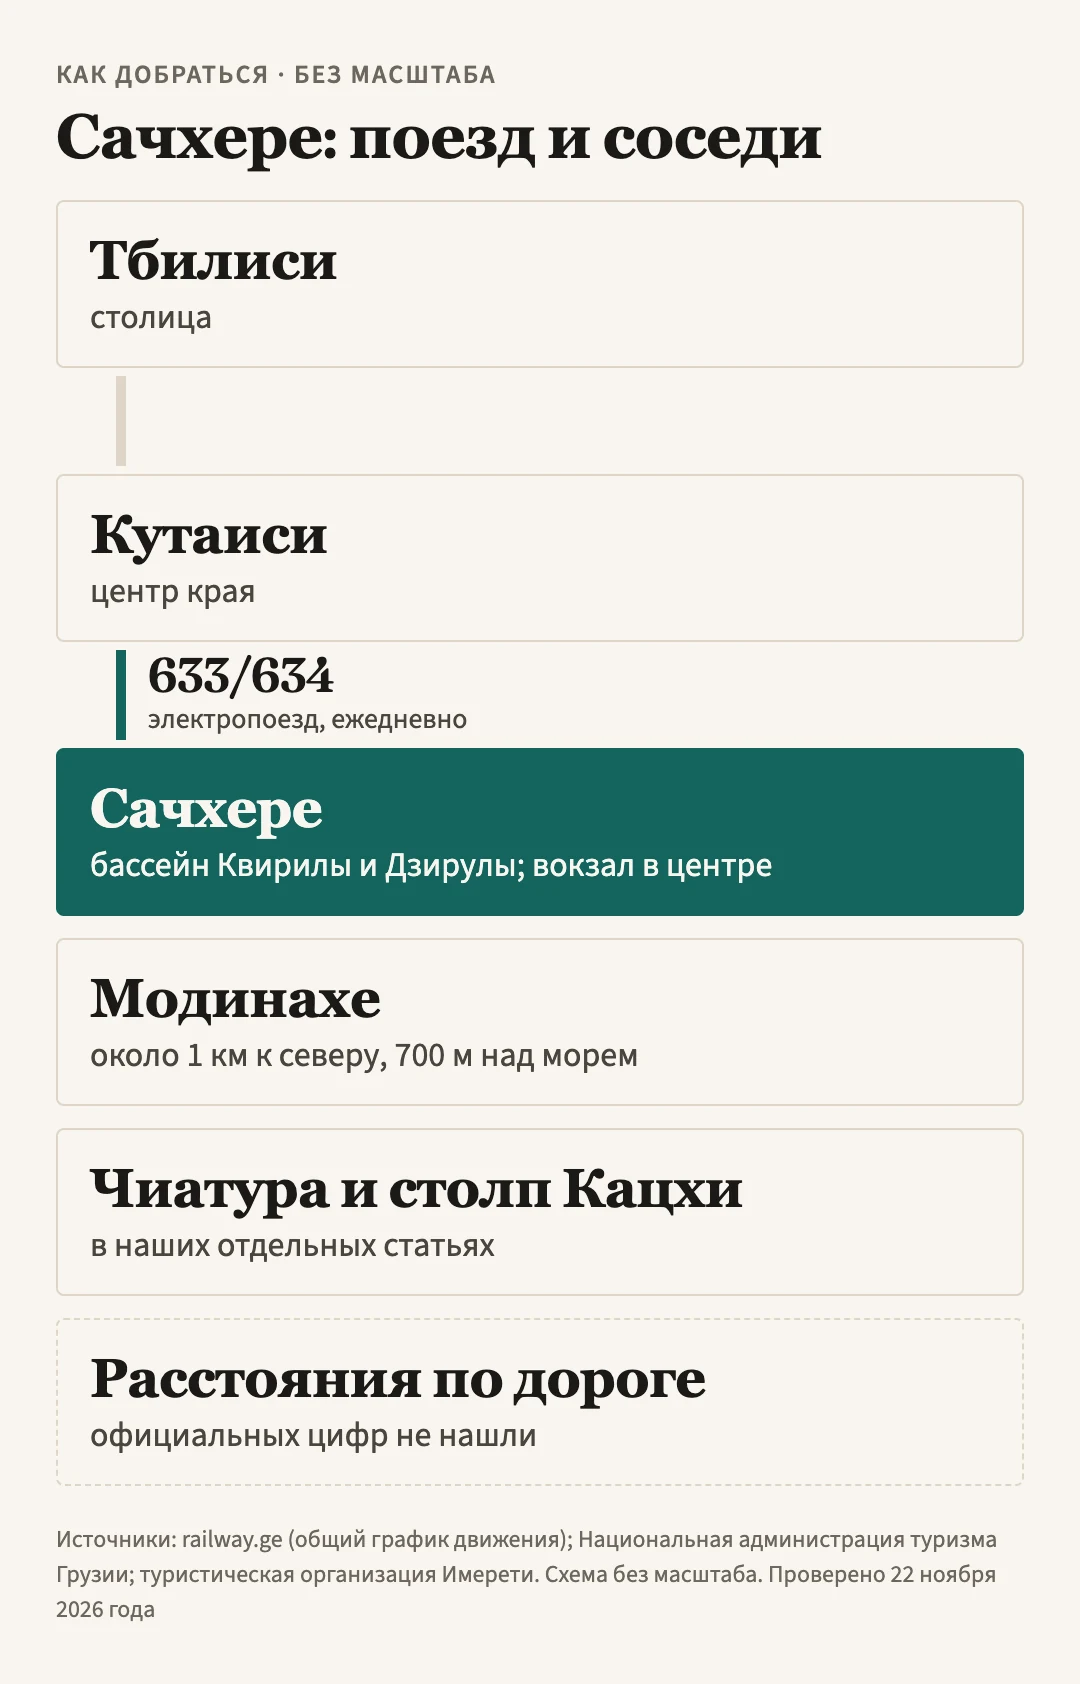 КАК ДОБРАТЬСЯ · БЕЗ МАСШТАБА
Сачхере: поезд и соседи
Тбилиси
столица
Кутаиси
центр края
633/634
электропоезд, ежедневно
Сачхере
бассейн Квирилы и Дзирулы; вокзал в центре
Модинахе
около 1 км к северу, 700 м над морем
Чиатура и столп Кацхи
в наших отдельных статьях
Расстояния по дороге
официальных цифр не нашли
Источники: railway.ge (общий график движения); Национальная администрация туризма
Грузии; туристическая организация Имерети. Схема без масштаба. Проверено 22 ноября
2026 года